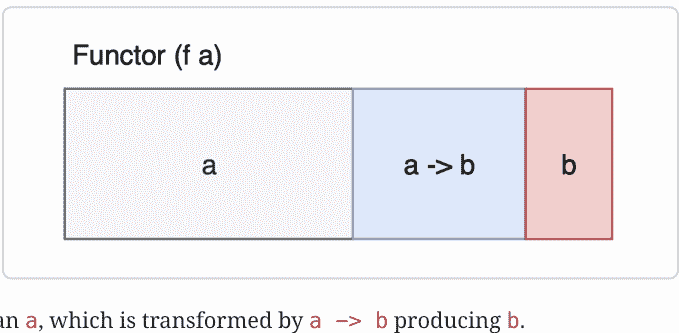 Functor (f a)
a
a -> b
b
an a, which is transformed by a -> b producing b.